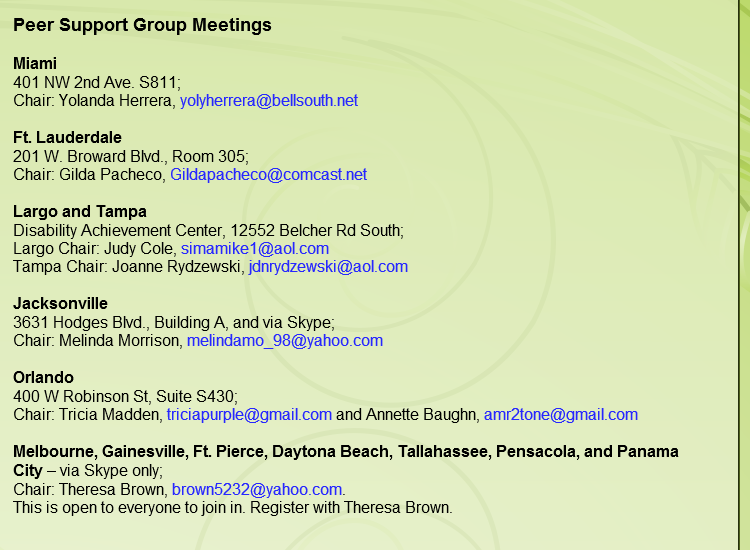 Peer Support Group Meetings
Miami
401 NW 2nd Ave. S811;
Chair: Yolanda Herrera, yolyherrera@bellsouth.net
Ft. Lauderdale
201 W. Broward Blvd., Room 305;
Chair: Gilda Pacheco, Gildapacheco@comcast.net
Largo and Tampa
Disability Achievement Center, 12552 Belcher Rd South;
Largo Chair: Judy Cole, simamike1@aol.com
Tampa Chair: Joanne Rydzewski, jdnrydzewski@aol.com
Jacksonville
3631 Hodges Blvd., Building A, and via Skype;
Chair: Melinda Morrison, melindamo_98@yahoo.com
Orlando
400 W Robinson St, Suite S430;
Chair: Tricia Madden, triciapurple@gmail.com and Annette Baughn, amr2tone@gmail.com
Melbourne, Gainesville, Ft. Pierce, Daytona Beach, Tallahassee, Pensacola, and Panama
City – via Skype only;
Chair: Theresa Brown, brown5232@yahoo.com.
This is open to everyone to join in. Register with Theresa Brown.